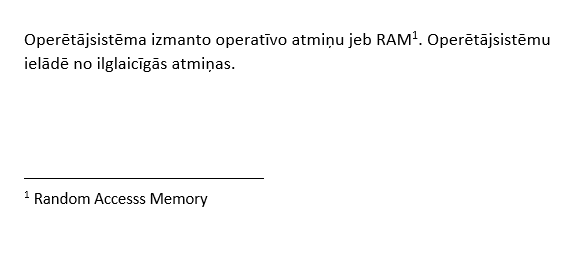 Operētājsistēma izmanto operatīvo atmiņu jeb RAM¹. Operētājsistēmu
ielādē no ilglaicīgās atmiņas.
¹ Random Accesss Memory